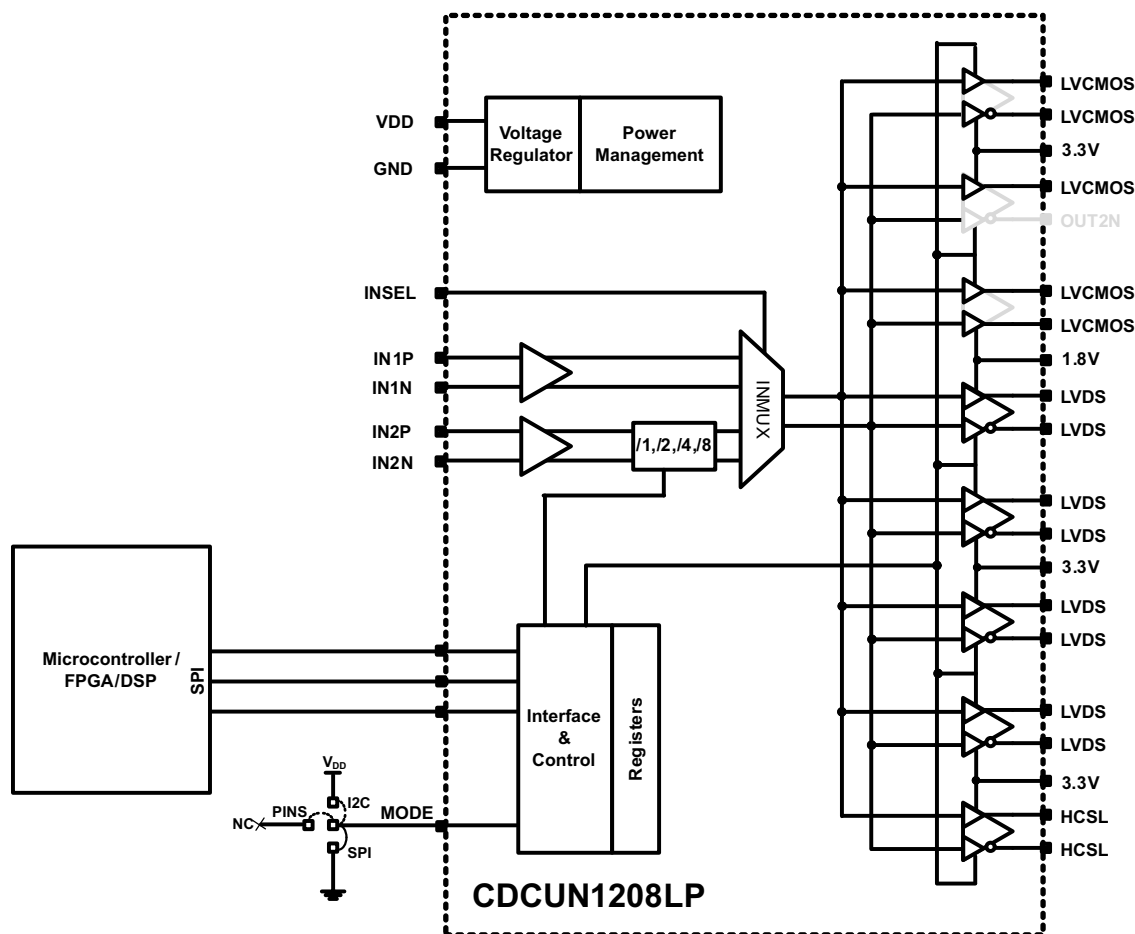 VDD
GND
Voltage
Regulator
Power
Management
INSEL
IN1P
IN1N
IN2P
IN2N
/1,/2,/4,/8
INMUX
LVCMOS
LVCMOS
3.3V
LVCMOS
OUT2N
LVCMOS
LVCMOS
1.8V
LVDS
LVDS
LVDS
LVDS
3.3V
LVDS
LVDS
LVDS
LVDS
3.3V
HCSL
HCSL
Microcontroller /
FPGA/DSP
SPI
Interface
&
Control
Registers
VDD
I2C
PINS
NC
MODE
SPI
CDCUN1208LP